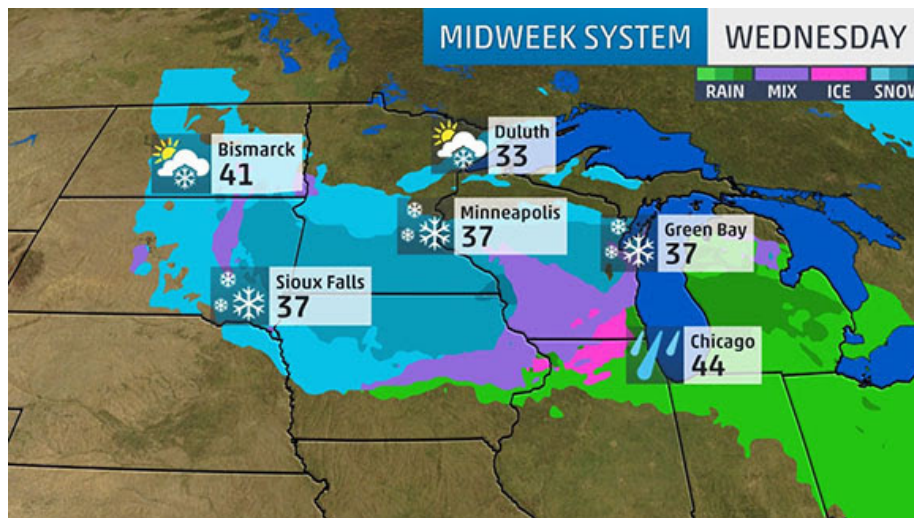 MIDWEEK SYSTEM WEDNESDAY
RAIN MIX ICE SNOW
Bismarck
41
Duluth
33
Minneapolis
37
Green Bay
37
Sioux Falls
37
Chicago
44